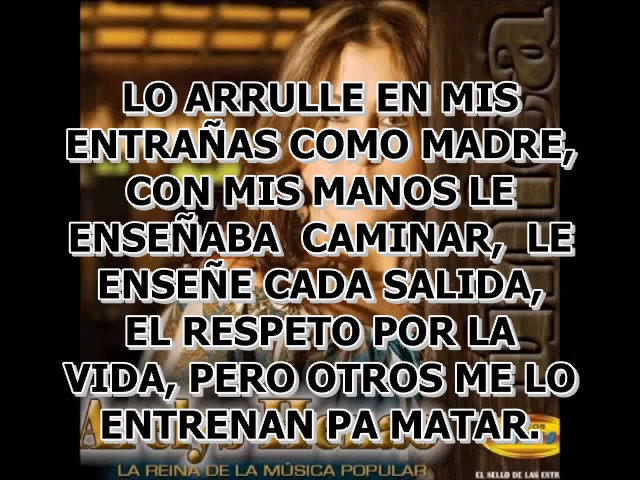 LO ARRULLE EN MIS
ENTRAÑAS COMO MADRE,
CON MIS MANOS LE
ENSEÑABA CAMINAR, LE
ENSEÑE CADA SALIDA,
EL RESPETO POR LA
VIDA, PERO OTROS ME LO
ENTRENAN PA MATAR.
LA REINA DE LA MÚSICA POPULAR
EL SELLO DE LAS ESTR